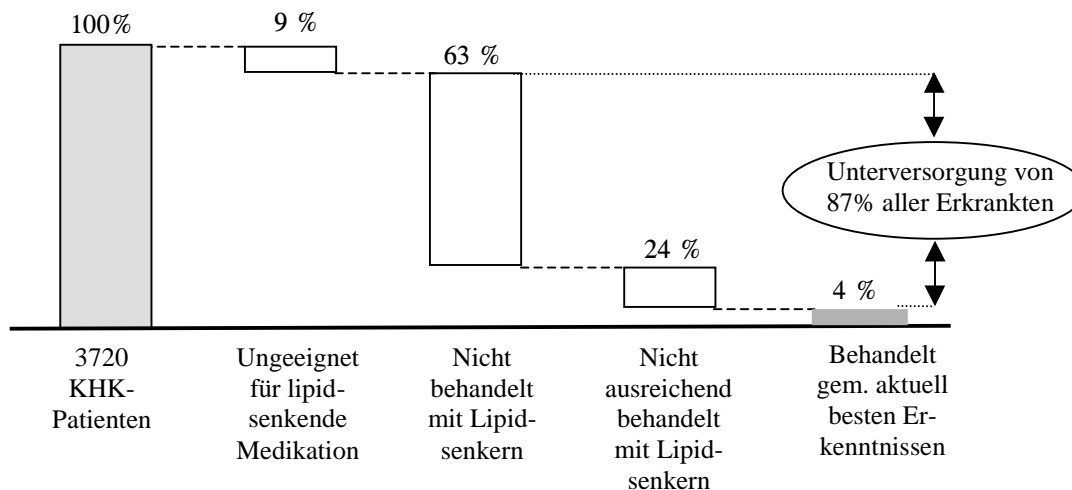 100%
9 %
63 %
Unterversorgung von
87% aller Erkrankten
24 %
4 %
3720
KHK-
Patienten
Ungeeignet
für lipid-
senkende
Medikation
Nicht
behandelt
mit Lipid-
senkern
Nicht
ausreichend
behandelt
mit Lipid-
senkern
Behandelt
gem. aktuell
besten Er-
kenntnissen